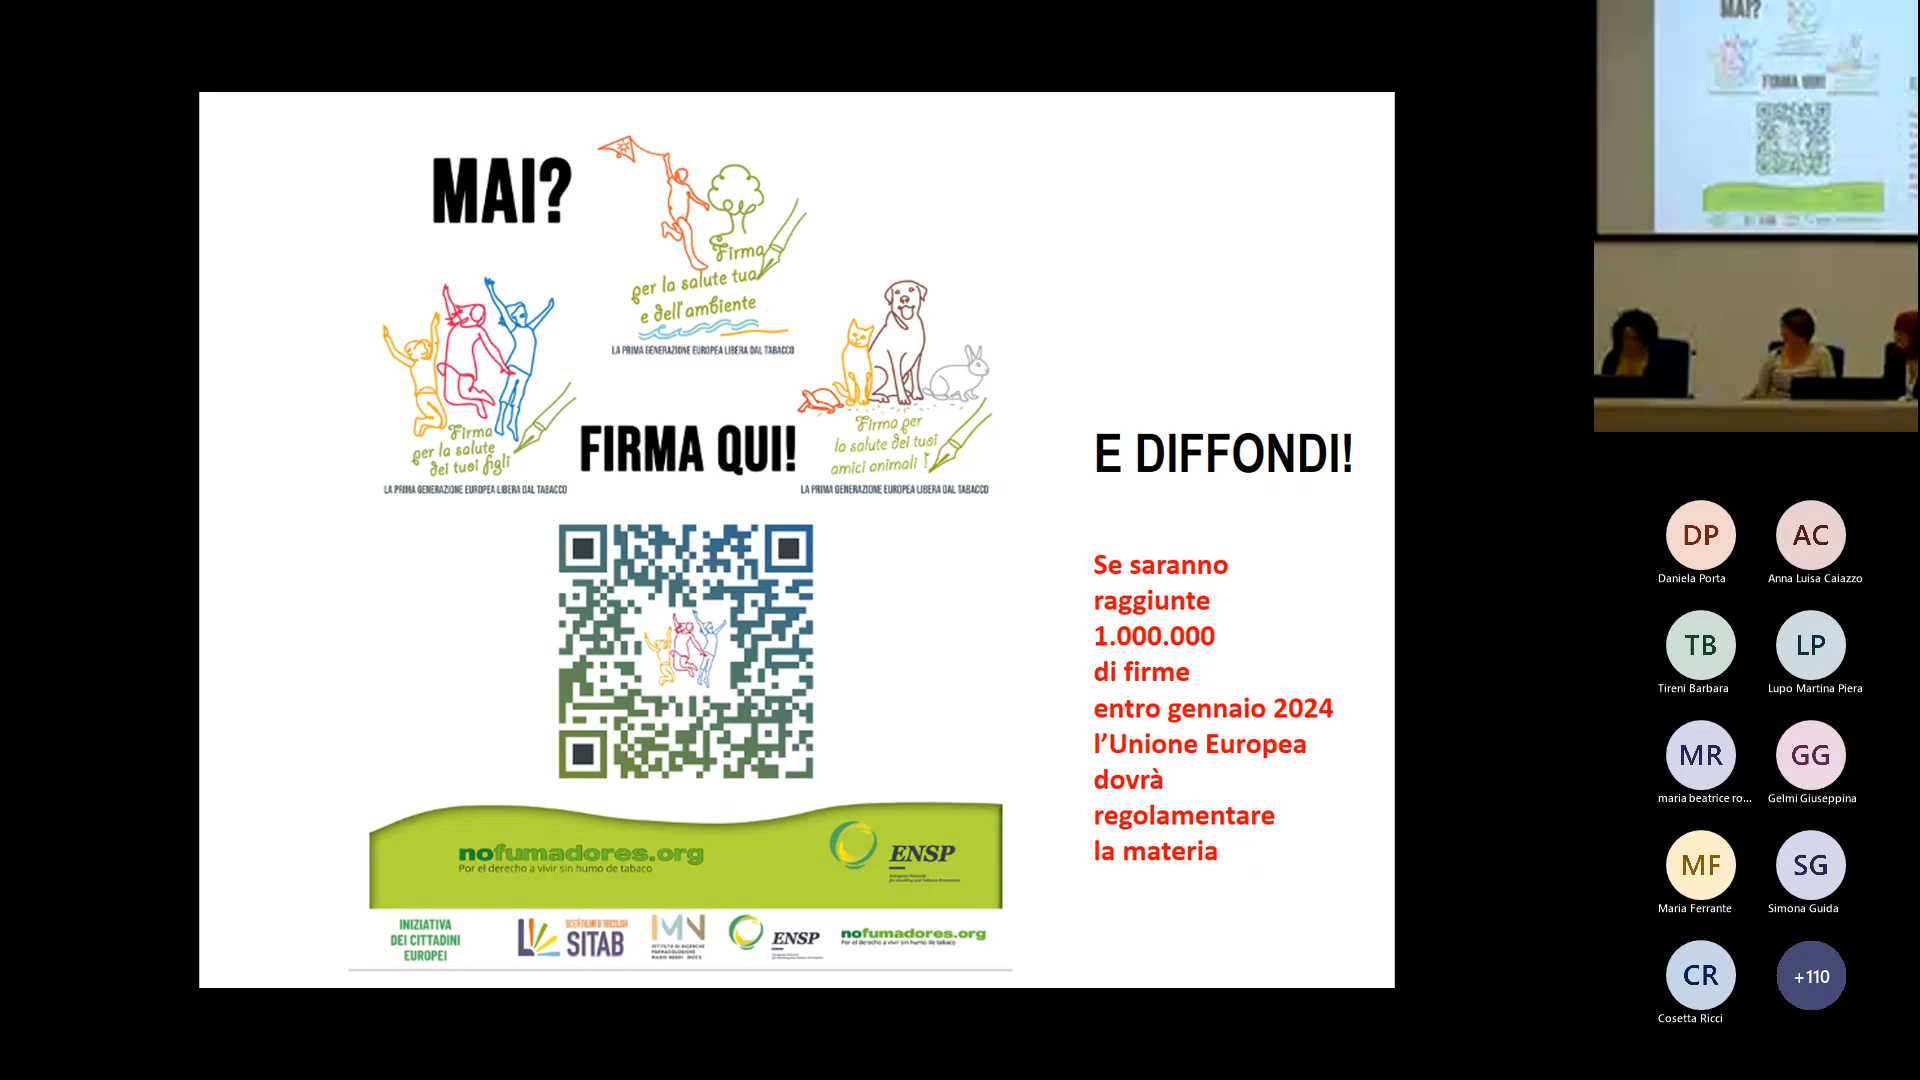 MAI?
Firma
per la salute tua
e dell'ambiente
LA PRIMA GENERAZIONE EUROPEA LIBERA DAL TABACCO
Firma
per la salute
dei tuoi figli
LA PRIMA GENERAZIONE EUROPEA LIBERA DAL TABACCO
FIRMA QUI!
Firma per
la salute dei tuoi
amici animali !
LA PRIMA GENERAZIONE EUROPEA LIBERA DAL TABACCO
E DIFFONDI!
Se saranno
raggiunte
1.000.000
di firme
entro gennaio 2024
l'Unione Europea
dovrà
regolamentare
la materia
nofumadores.org
Por el derecho a vivir sin humo de tabaco
ENSP
European Network
for Smoking and Tobacco Prevention
INIZIATIVA
DEI CITTADINI
EUROPEI
SOCIETÀ ITALIANA DI TABACCOLOGIA
SITAB
IMN
ISTITUTO DI RICERCHE
FARMACOLOGICHE
MARIO NEGRI · IRCCS
ENSP
nofumadores.org
Por el derecho a vivir sin humo de tabaco
MAI?
FIRMA QUI!
DP
Daniela Porta
AC
Anna Luisa Caiazzo
TB
Tireni Barbara
LP
Lupo Martina Piera
MR
maria beatrice ro...
GG
Gelmi Giuseppina
MF
Maria Ferrante
SG
Simona Guida
CR
Cosetta Ricci
+110